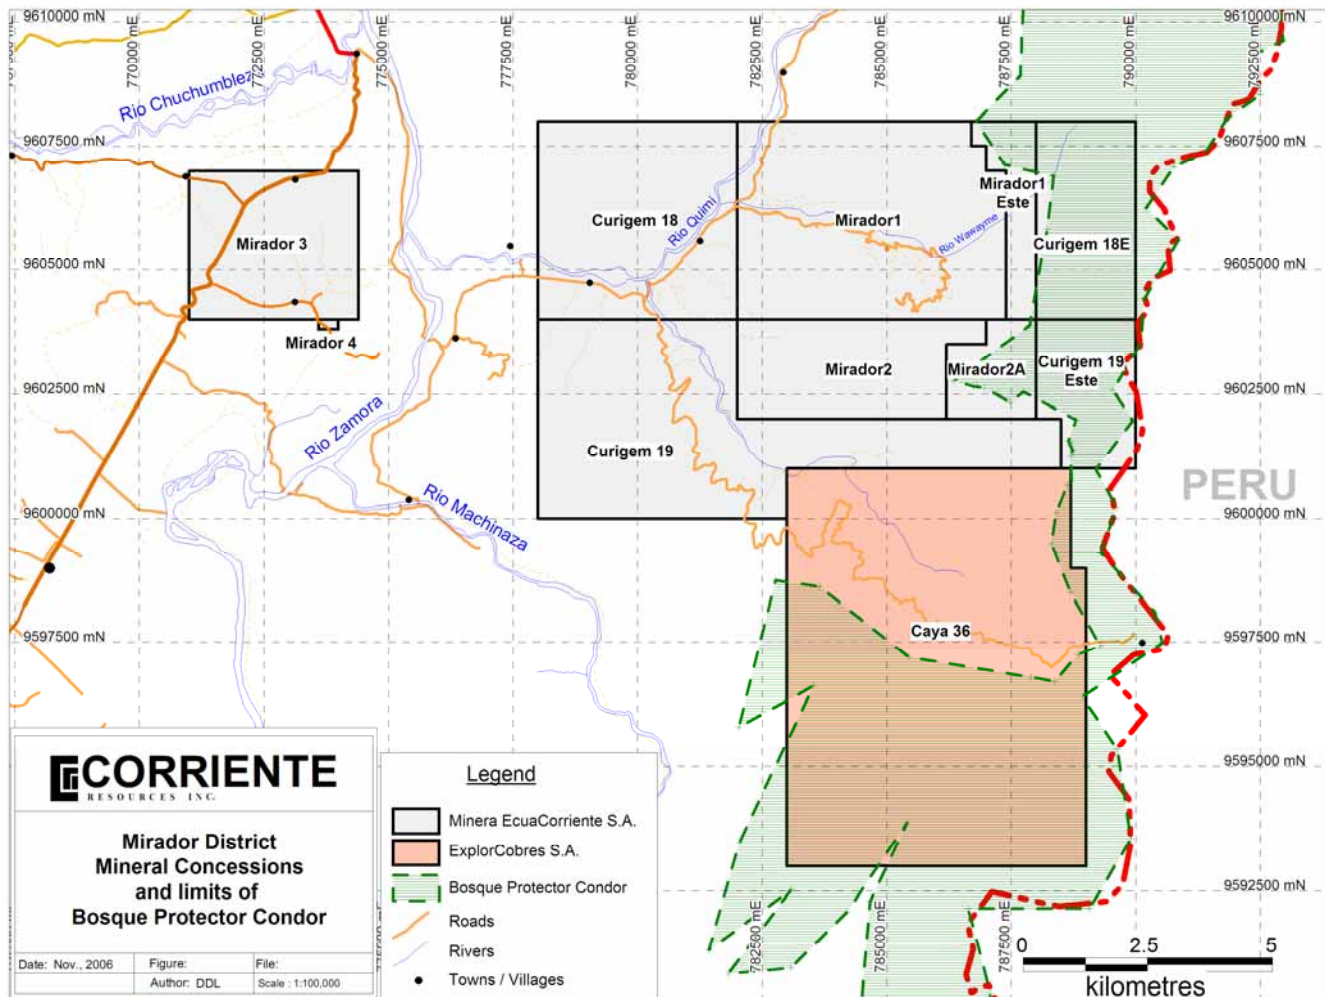 9610000 mN
770000 mE
772500 mE
775000 mE
777500 mE
780000 mE
782500 mE
785000 mE
787500 mE
790000 mE
792500 mE
9610000 mN
Rio Chuchumblez
9607500 mN
9607500 mN
Mirador 3
Curigem 18
Rio Quimi
Mirador1
Rio Wawayme
Mirador1
Este
Curigem 18E
9605000 mN
9605000 mN
Mirador 4
Mirador2
Mirador2A
Curigem 19
Este
9602500 mN
9602500 mN
Rio Zamora
Curigem 19
Rio Machinaza
PERU
9600000 mN
9600000 mN
Caya 36
9597500 mN
9597500 mN
9595000 mN
9592500 mN
782500 mE
785000 mE
787500 mE
CORRIENTE
RESOURCES INC.
Mirador District
Mineral Concessions
and limits of
Bosque Protector Condor
Date: Nov., 2006
Figure:
File:
Author: DDL
Scale : 1:100,000
Legend
Minera EcuaCorriente S.A.
ExplorCobres S.A.
Bosque Protector Condor
Roads
Rivers
Towns / Villages
0 2.5 5
kilometres